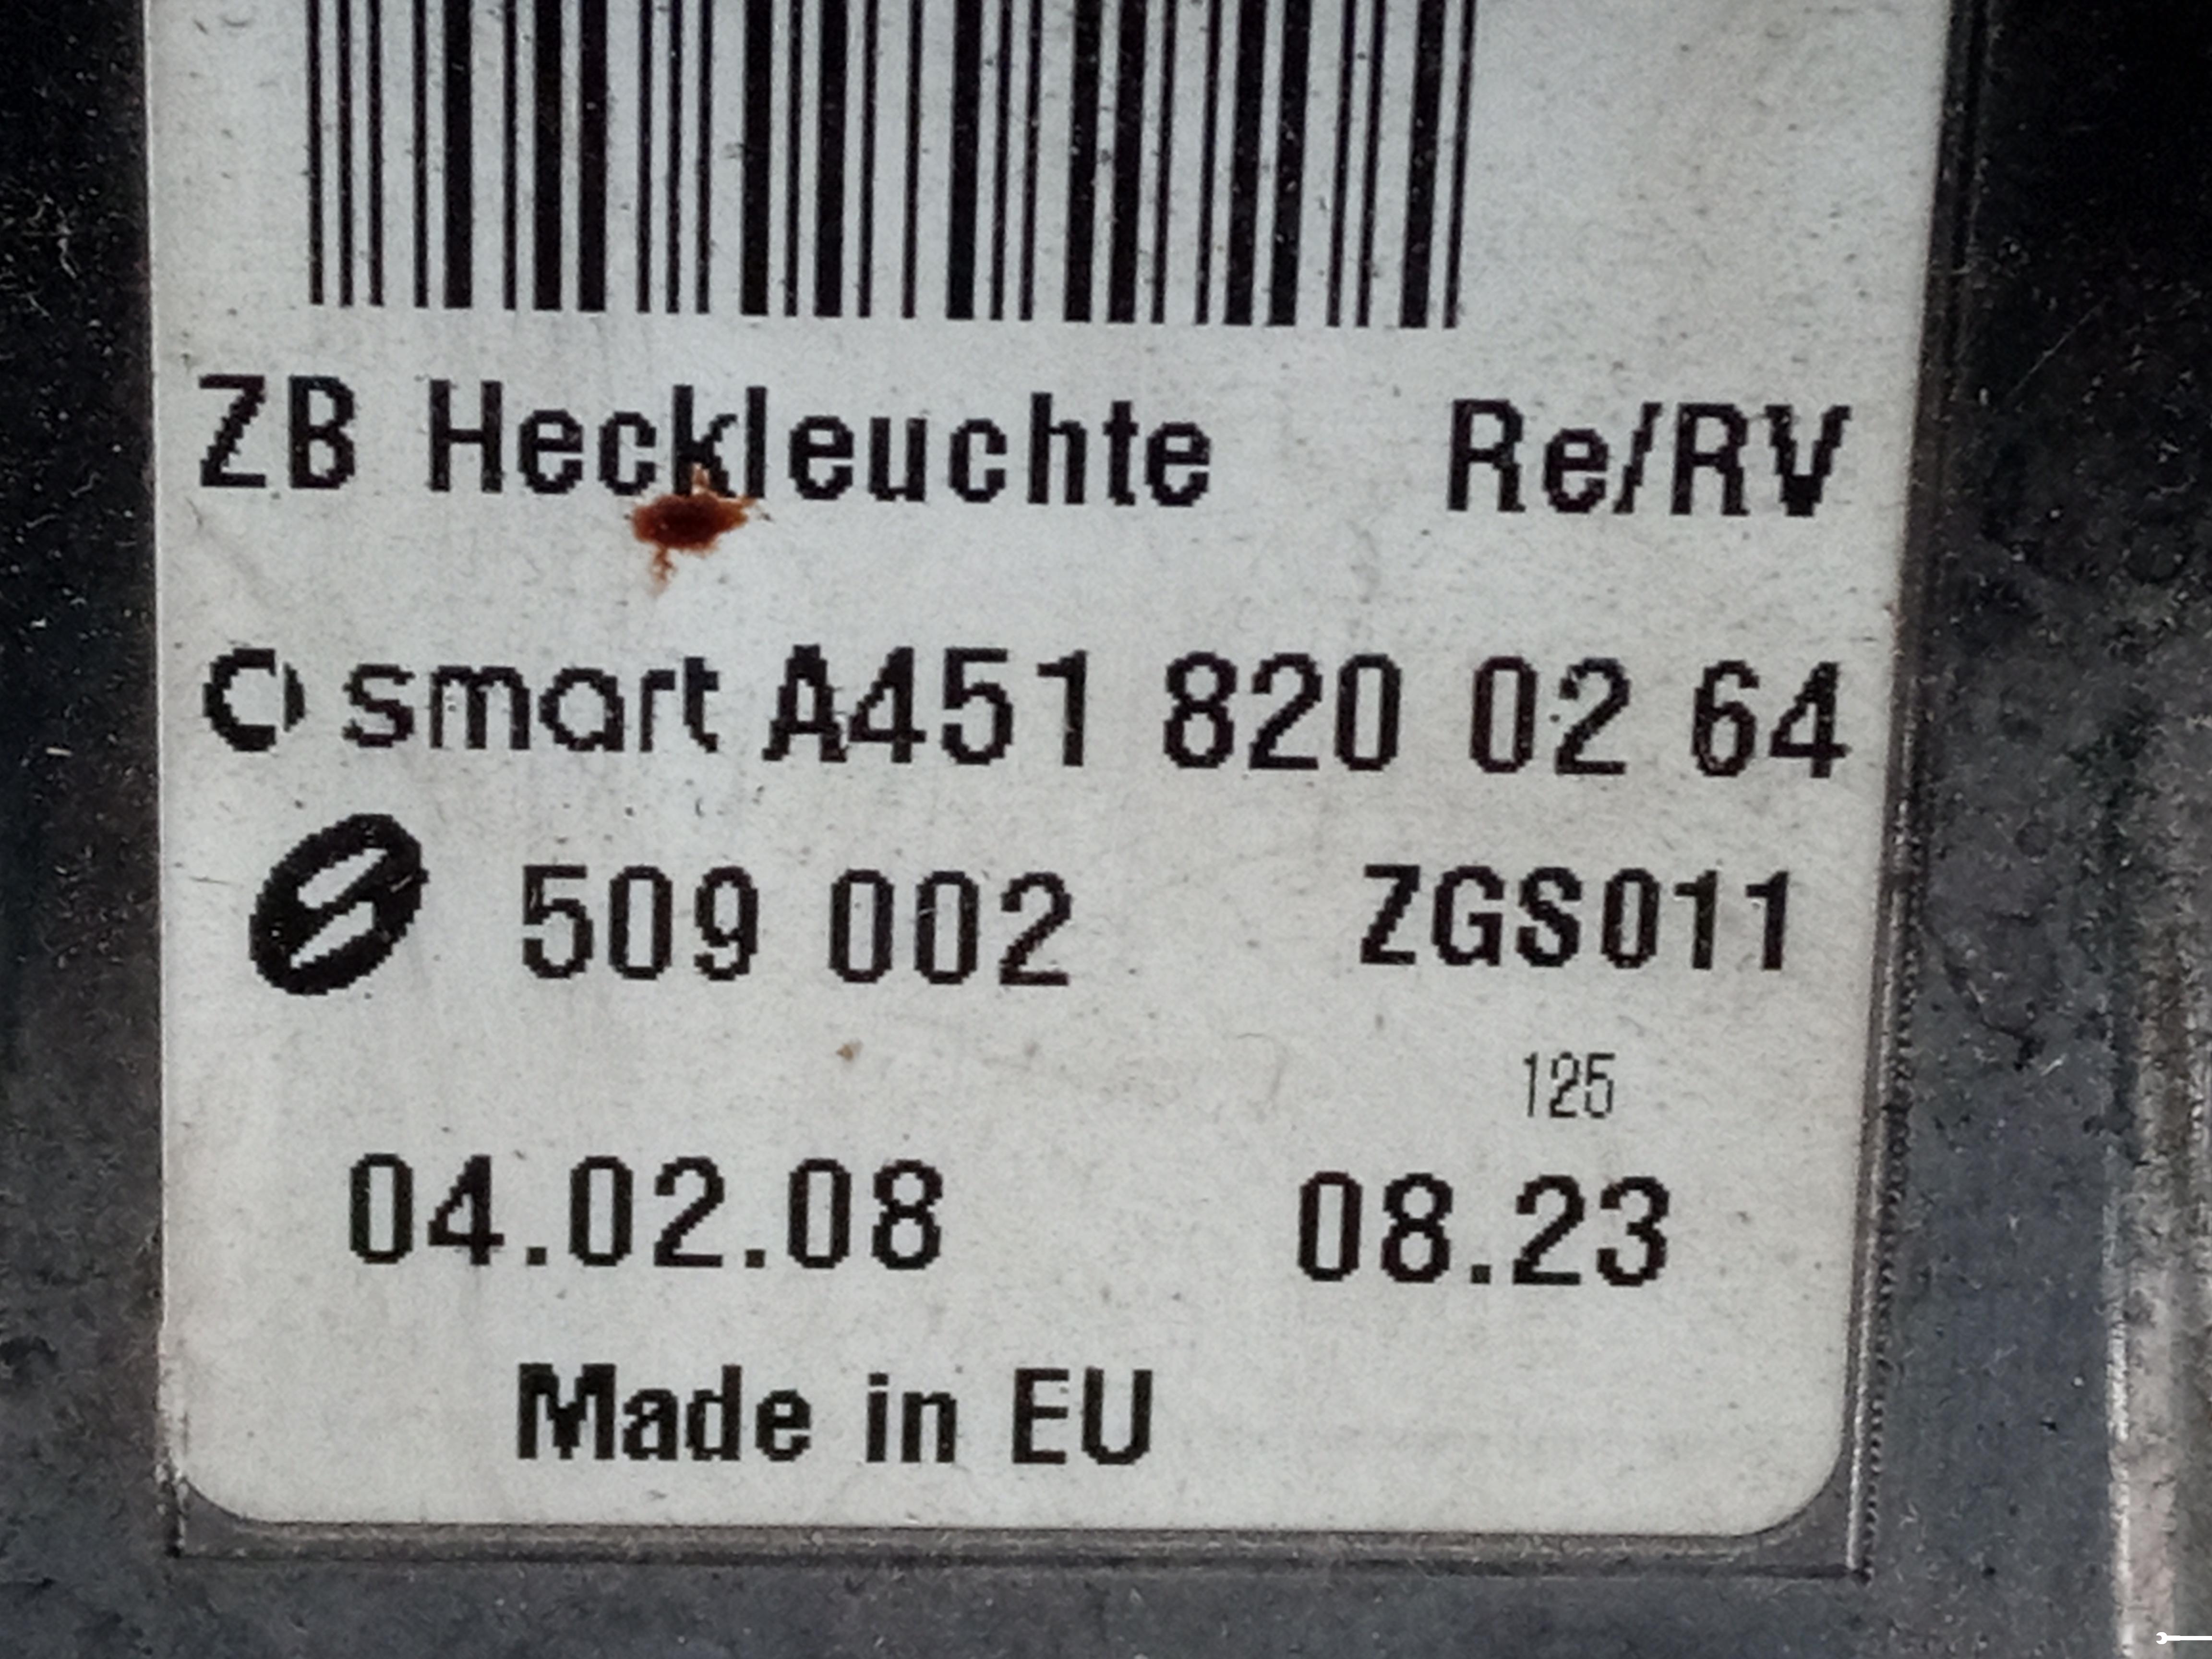 ZB Heckleuchte Re/RV
smart A451 820 02 64
509 002 ZGS011
125
04.02.08 08.23
Made in EU